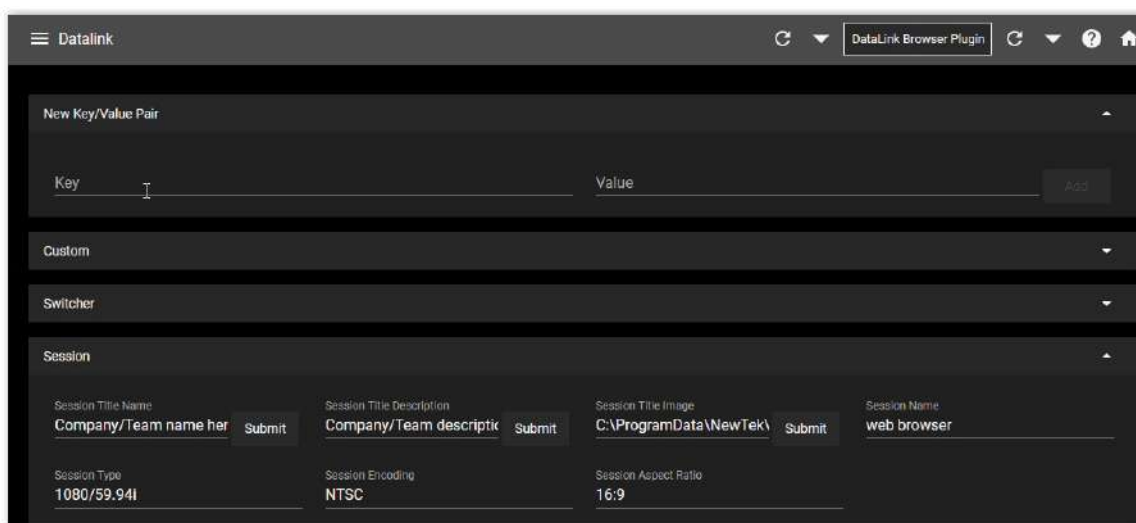 Datalink
DataLink Browser Plugin
New Key/Value Pair
Key
Value
Add
Custom
Switcher
Session
Session Title Name
Session Title Description
Session Title Image
Session Name
Company/Team name her
Submit
Company/Team descriptic
Submit
C:\ProgramData\NewTek\
Submit
web browser
Session Type
Session Encoding
Session Aspect Ratio
1080/59.94i
NTSC
16:9